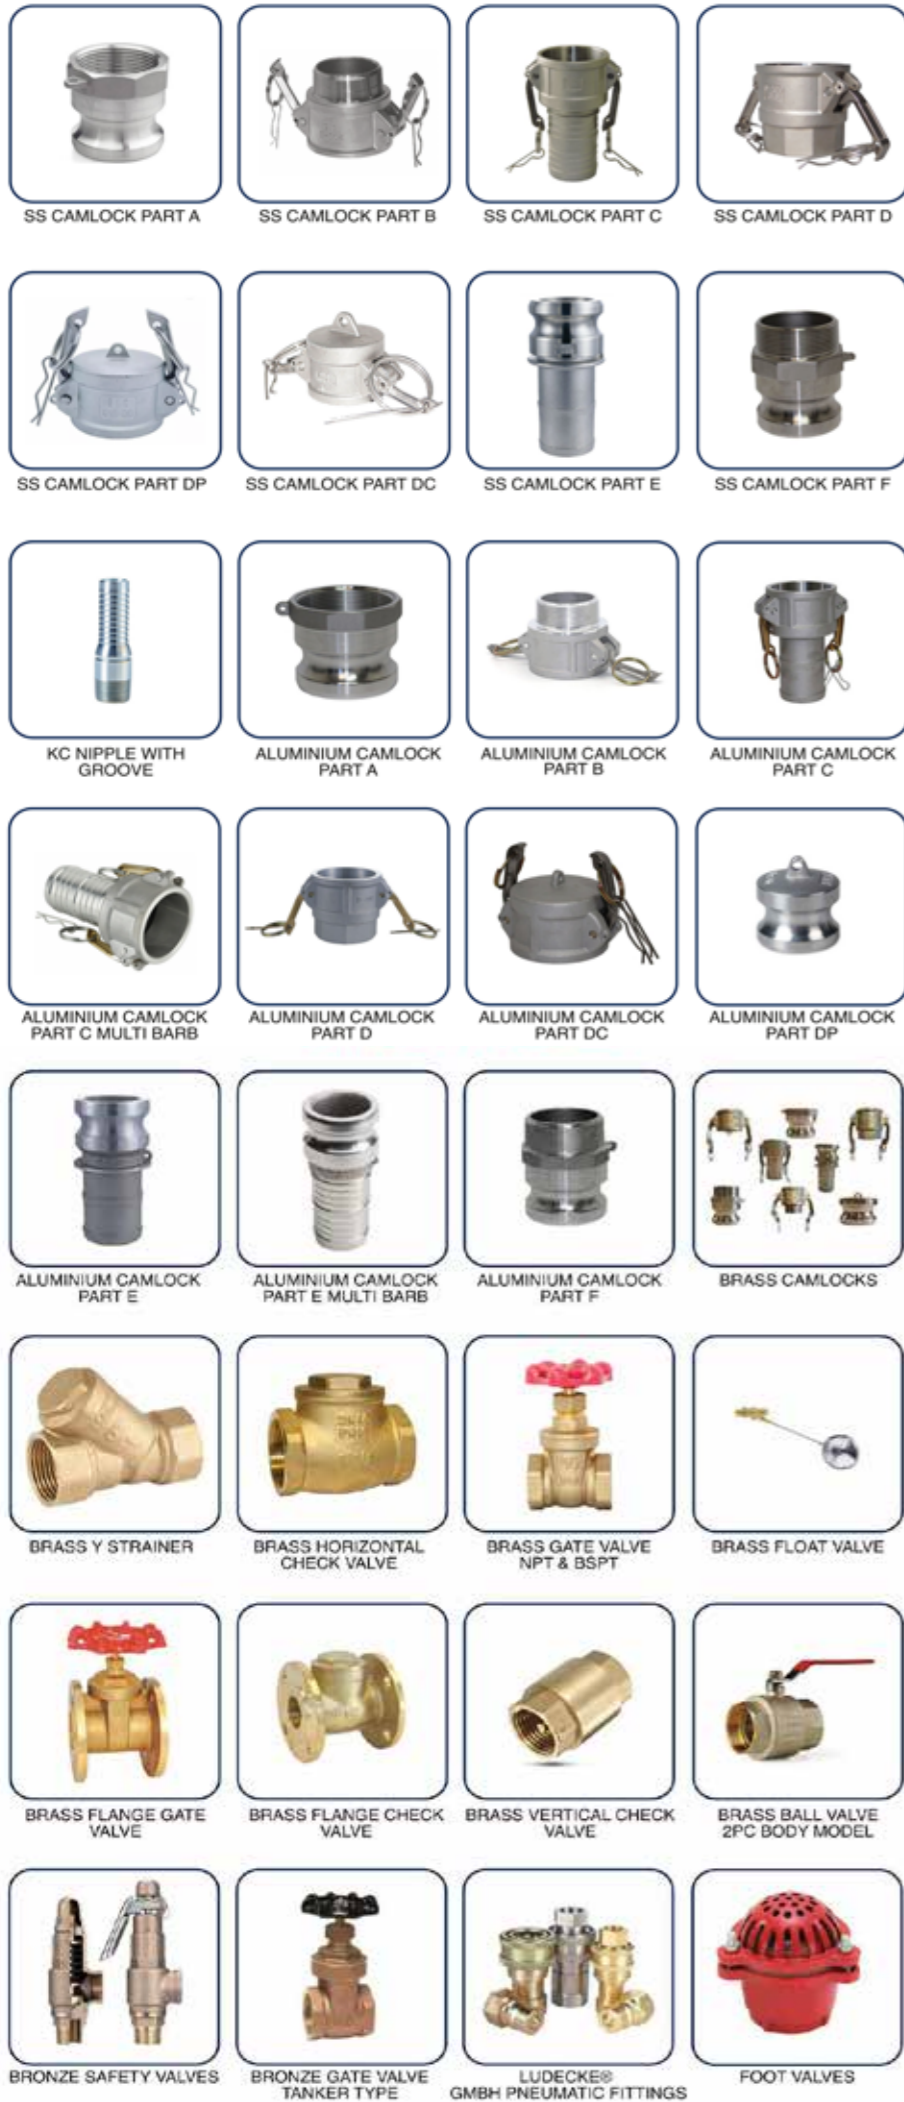 SS CAMLOCK PART A
SS CAMLOCK PART B
SS CAMLOCK PART C
SS CAMLOCK PART D
SS CAMLOCK PART DP
SS CAMLOCK PART DC
SS CAMLOCK PART E
SS CAMLOCK PART F
KC NIPPLE WITH
GROOVE
ALUMINIUM CAMLOCK
PART A
ALUMINIUM CAMLOCK
PART B
ALUMINIUM CAMLOCK
PART C
ALUMINIUM CAMLOCK
PART C MULTI BARB
ALUMINIUM CAMLOCK
PART D
ALUMINIUM CAMLOCK
PART DC
ALUMINIUM CAMLOCK
PART DP
ALUMINIUM CAMLOCK
PART E
ALUMINIUM CAMLOCK
PART E MULTI BARB
ALUMINIUM CAMLOCK
PART F
BRASS CAMLOCKS
BRASS Y STRAINER
BRASS HORIZONTAL
CHECK VALVE
BRASS GATE VALVE
NPT & BSPT
BRASS FLOAT VALVE
BRASS FLANGE GATE
VALVE
BRASS FLANGE CHECK
VALVE
BRASS VERTICAL CHECK
VALVE
BRASS BALL VALVE
2PC BODY MODEL
BRONZE SAFETY VALVES
BRONZE GATE VALVE
TANKER TYPE
LUDECKE®
GMBH PNEUMATIC FITTINGS
FOOT VALVES